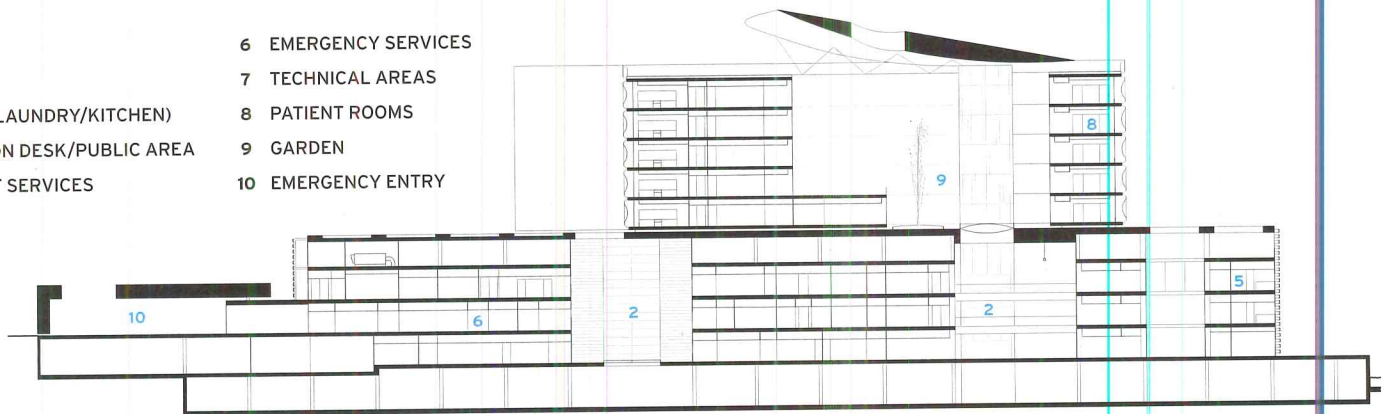 LAUNDRY/KITCHEN)
ON DESK/PUBLIC AREA
SERVICES
6 EMERGENCY SERVICES
7 TECHNICAL AREAS
8 PATIENT ROOMS
9 GARDEN
10 EMERGENCY ENTRY
8
9
5
10
6
2
2